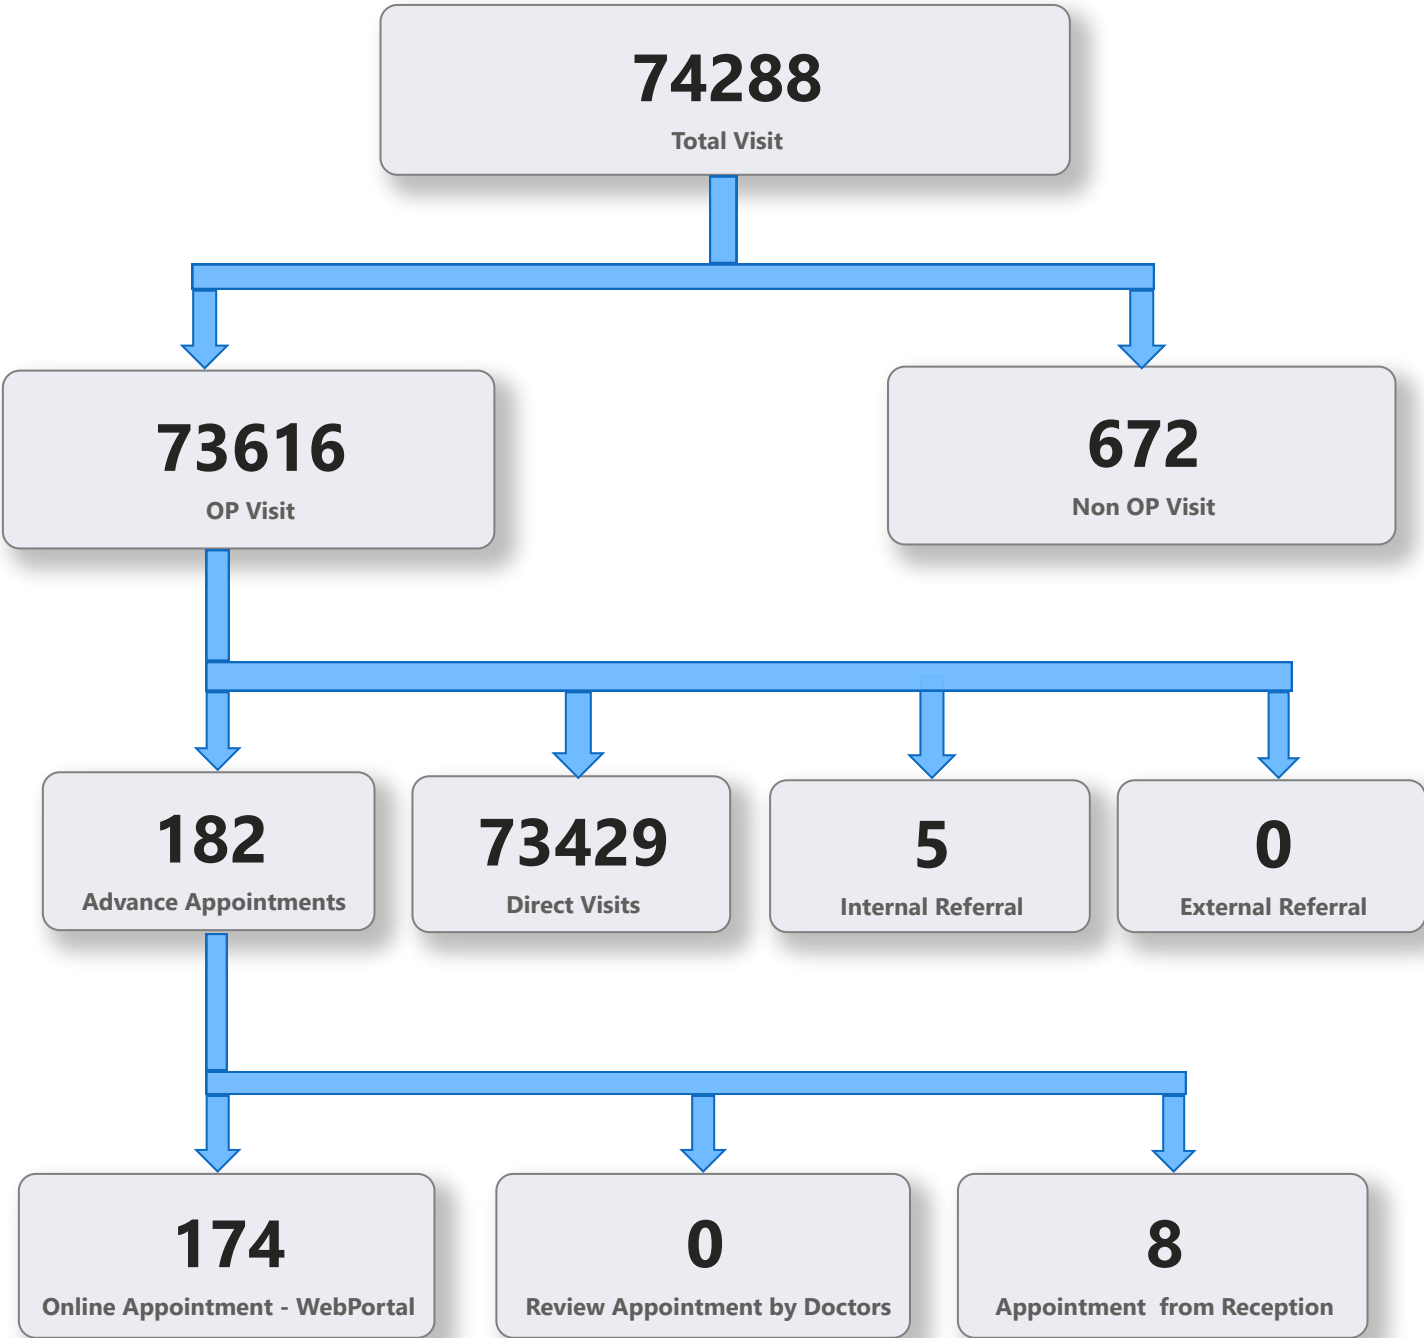 74288
Total Visit
73616
OP Visit
672
Non OP Visit
182
Advance Appointments
73429
Direct Visits
5
Internal Referral
0
External Referral
174
Online Appointment - WebPortal
0
Review Appointment by Doctors
8
Appointment  from Reception